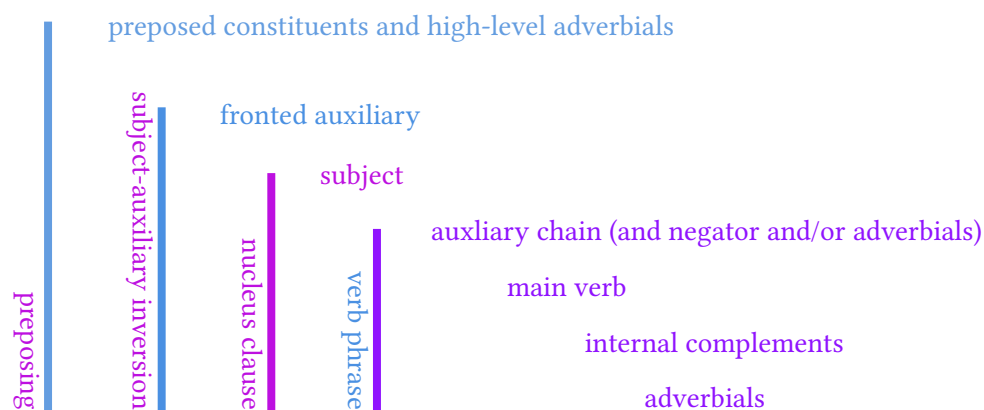 preposed constituents and high-level adverbials
fronted auxiliary
subject
auxliary chain (and negator and/or adverbials)
main verb
internal complements
adverbials
preposing
subject-auxiliary inversion
nucleus clause
verb phrase